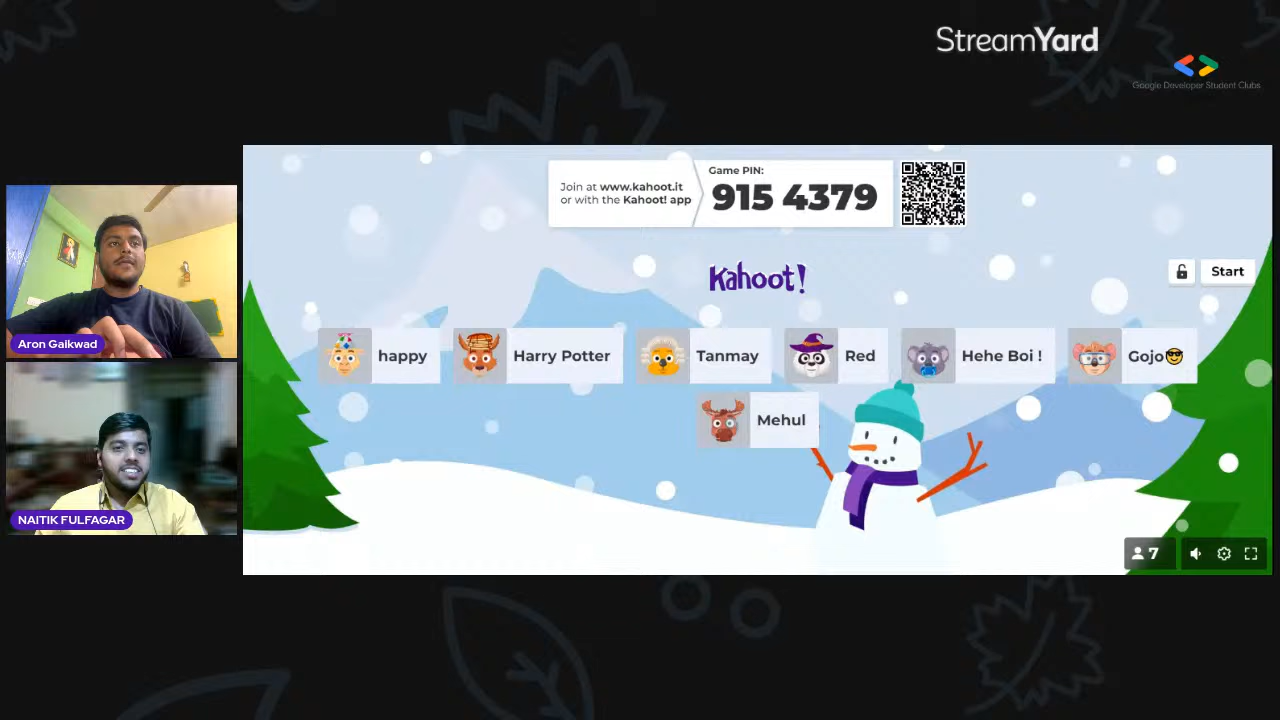 StreamYard
Google Developer Student Clubs
Join at www.kahoot.it
or with the Kahoot! app
Game PIN:
915 4379
Kahoot!
Start
happy
Harry Potter
Tanmay
Red
Hehe Boi !
Gojo😎
Mehul
Aron Gaikwad
NAITIK FULFAGAR
7